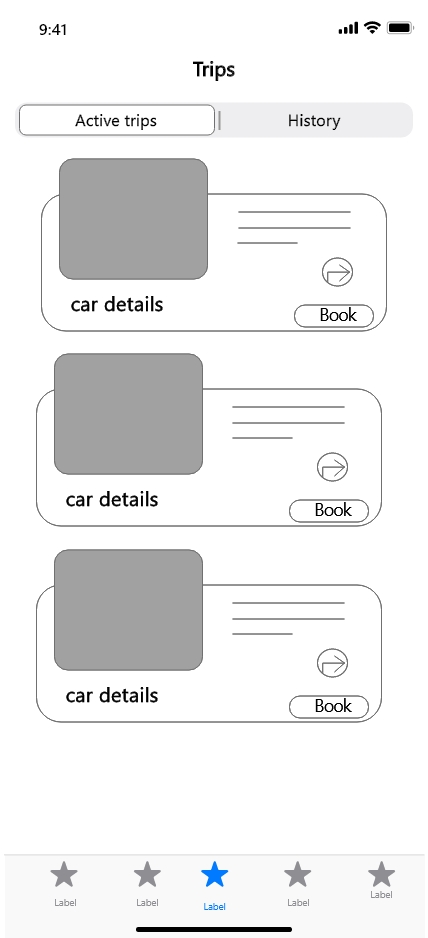 9:41
Trips
Active trips
History
car details
Book
car details
Book
car details
Book
Label
Label
Label
Label
Label